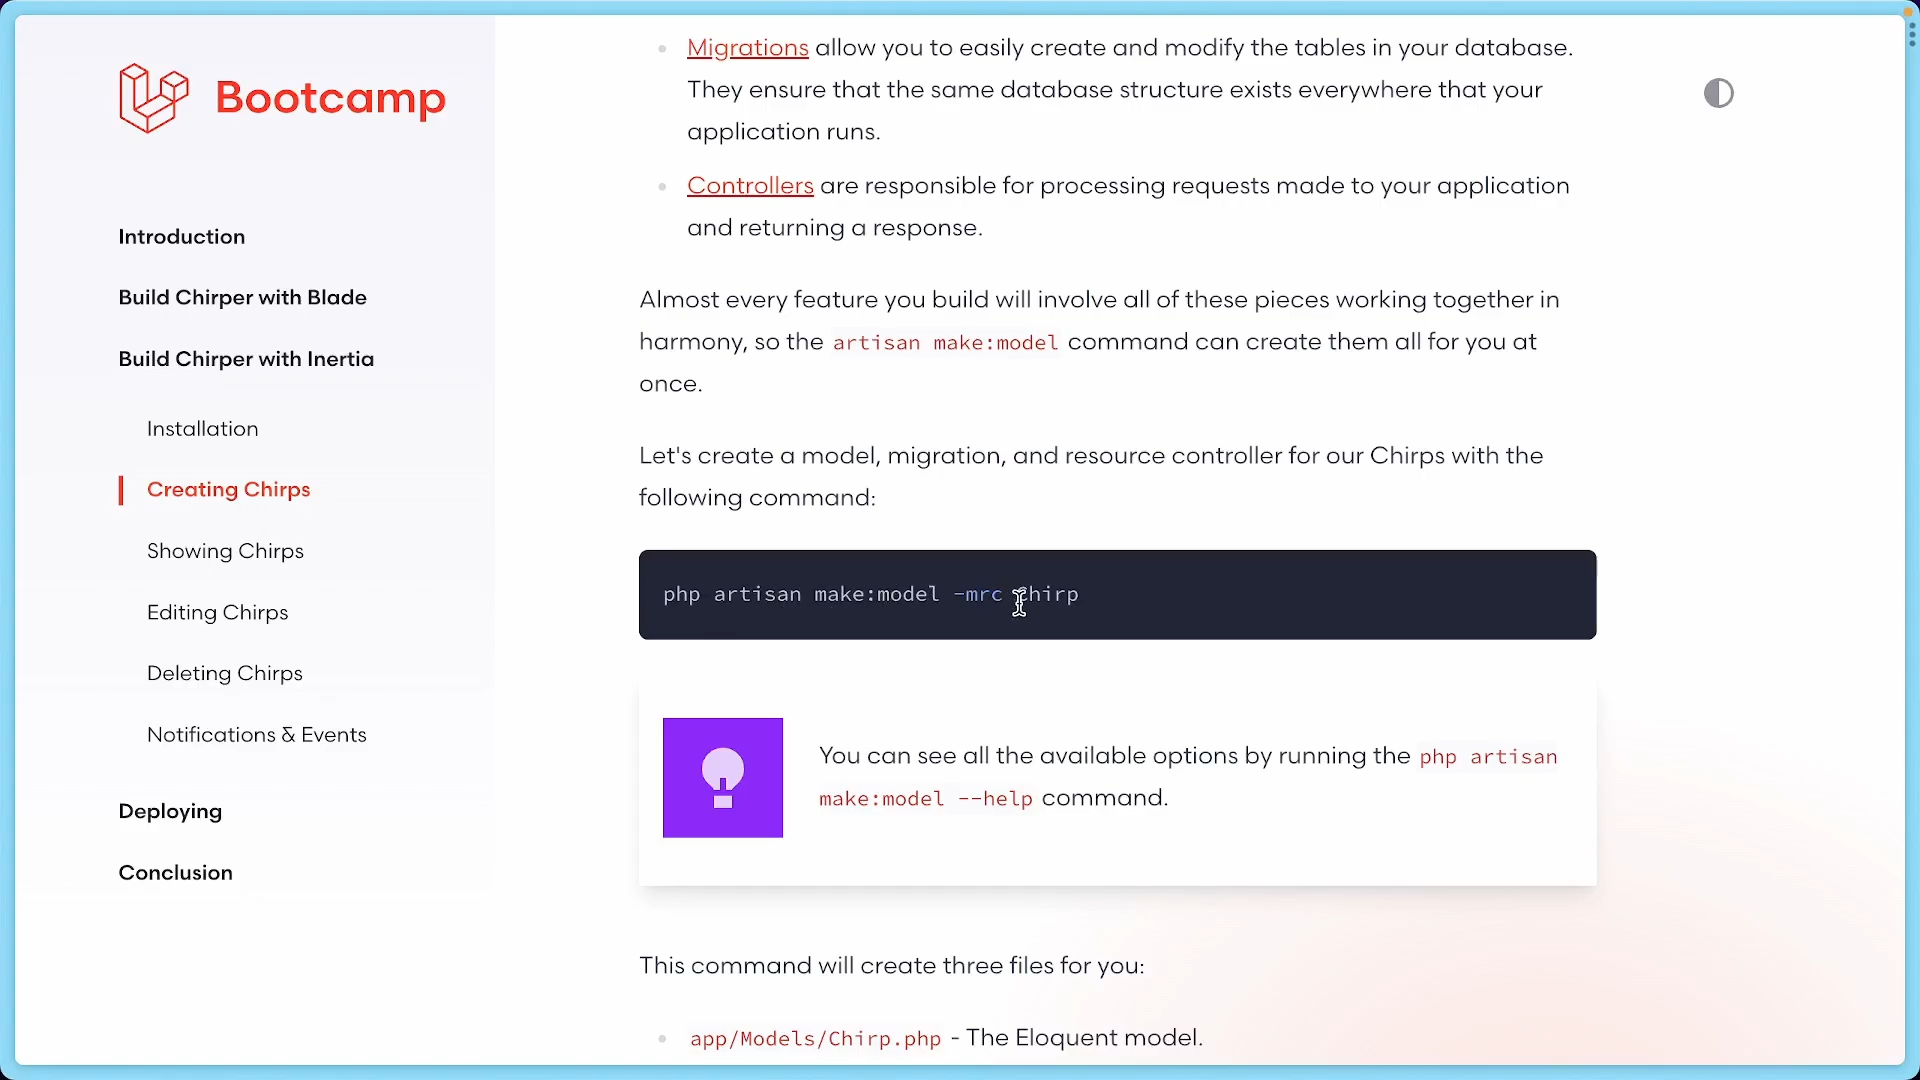 Bootcamp
Introduction
Build Chirper with Blade
Build Chirper with Inertia
Installation
Creating Chirps
Showing Chirps
Editing Chirps
Deleting Chirps
Notifications & Events
Deploying
Conclusion
Migrations allow you to easily create and modify the tables in your database.
They ensure that the same database structure exists everywhere that your
application runs.
Controllers are responsible for processing requests made to your application
and returning a response.
Almost every feature you build will involve all of these pieces working together in
harmony, so the artisan make:model command can create them all for you at
once.
Let's create a model, migration, and resource controller for our Chirps with the
following command:
php artisan make:model -mrc Chirp
You can see all the available options by running the php artisan
make:model --help command.
This command will create three files for you:
app/Models/Chirp.php - The Eloquent model.